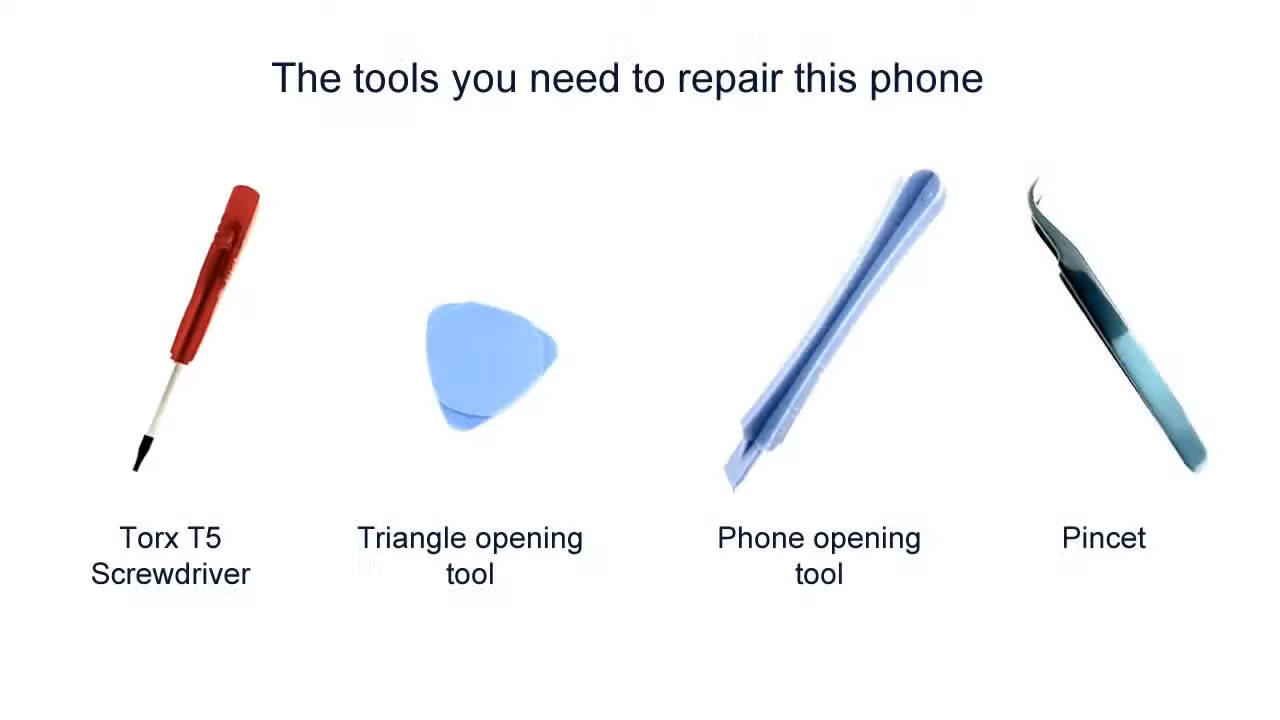 The tools you need to repair this phone
Torx T5
Screwdriver
Triangle opening
tool
Phone opening
tool
Pincet